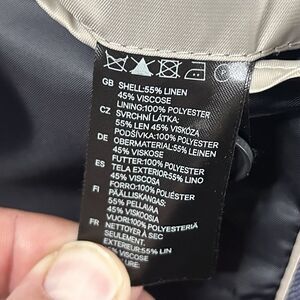 GB SHELL:55% LINEN
45% VISCOSE
LINING:100% POLYESTER
CZ SVRCHNÍ LÁTKA:
55% LEN 45% VISKÓZA
PODŠÍVKA:100% POLYESTER
DE OBERMATERIAL:55% LEINEN
45% VISKOSE
FUTTER:100% POLYESTER
ES TELA EXTERIOR:55% LINO
45% VISCOSA
FORRO:100% POLIÉSTER
FI PÄÄLLISKANGAS:
55% PELLAVAA
45% VISKOOSIA
VUORI:100% POLYESTERIÄ
FR NETTOYER À SEC
SEULEMENT.
EXTERIEUR:55% LIN
VISCOSE